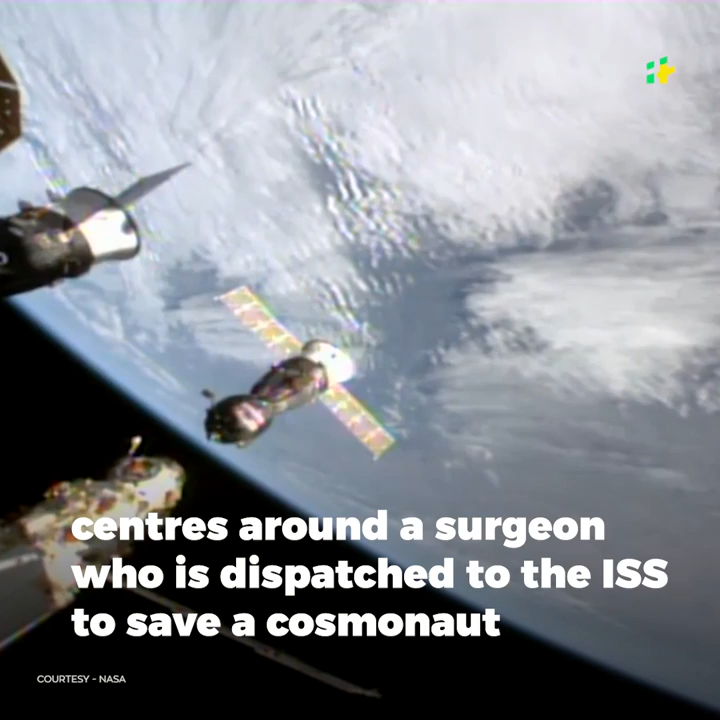 centres around a surgeon
who is dispatched to the ISS
to save a cosmonaut
COURTESY - NASA